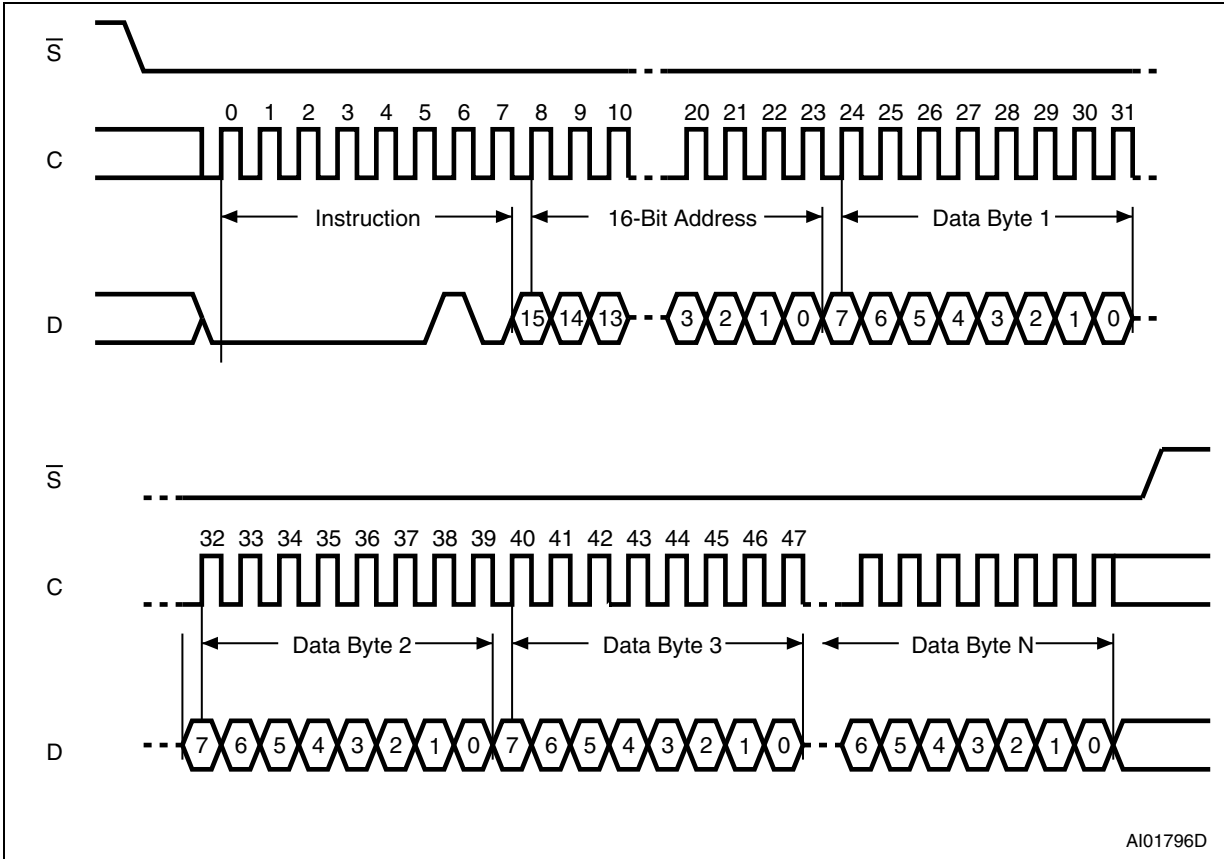 S̅
0 1 2 3 4 5 6 7 8 9 10 20 21 22 23 24 25 26 27 28 29 30 31
C
Instruction 16-Bit Address Data Byte 1
D 15 14 13 3 2 1 0 7 6 5 4 3 2 1 0
S̅
32 33 34 35 36 37 38 39 40 41 42 43 44 45 46 47
C
Data Byte 2 Data Byte 3 Data Byte N
D 7 6 5 4 3 2 1 0 7 6 5 4 3 2 1 0 6 5 4 3 2 1 0
AI01796D